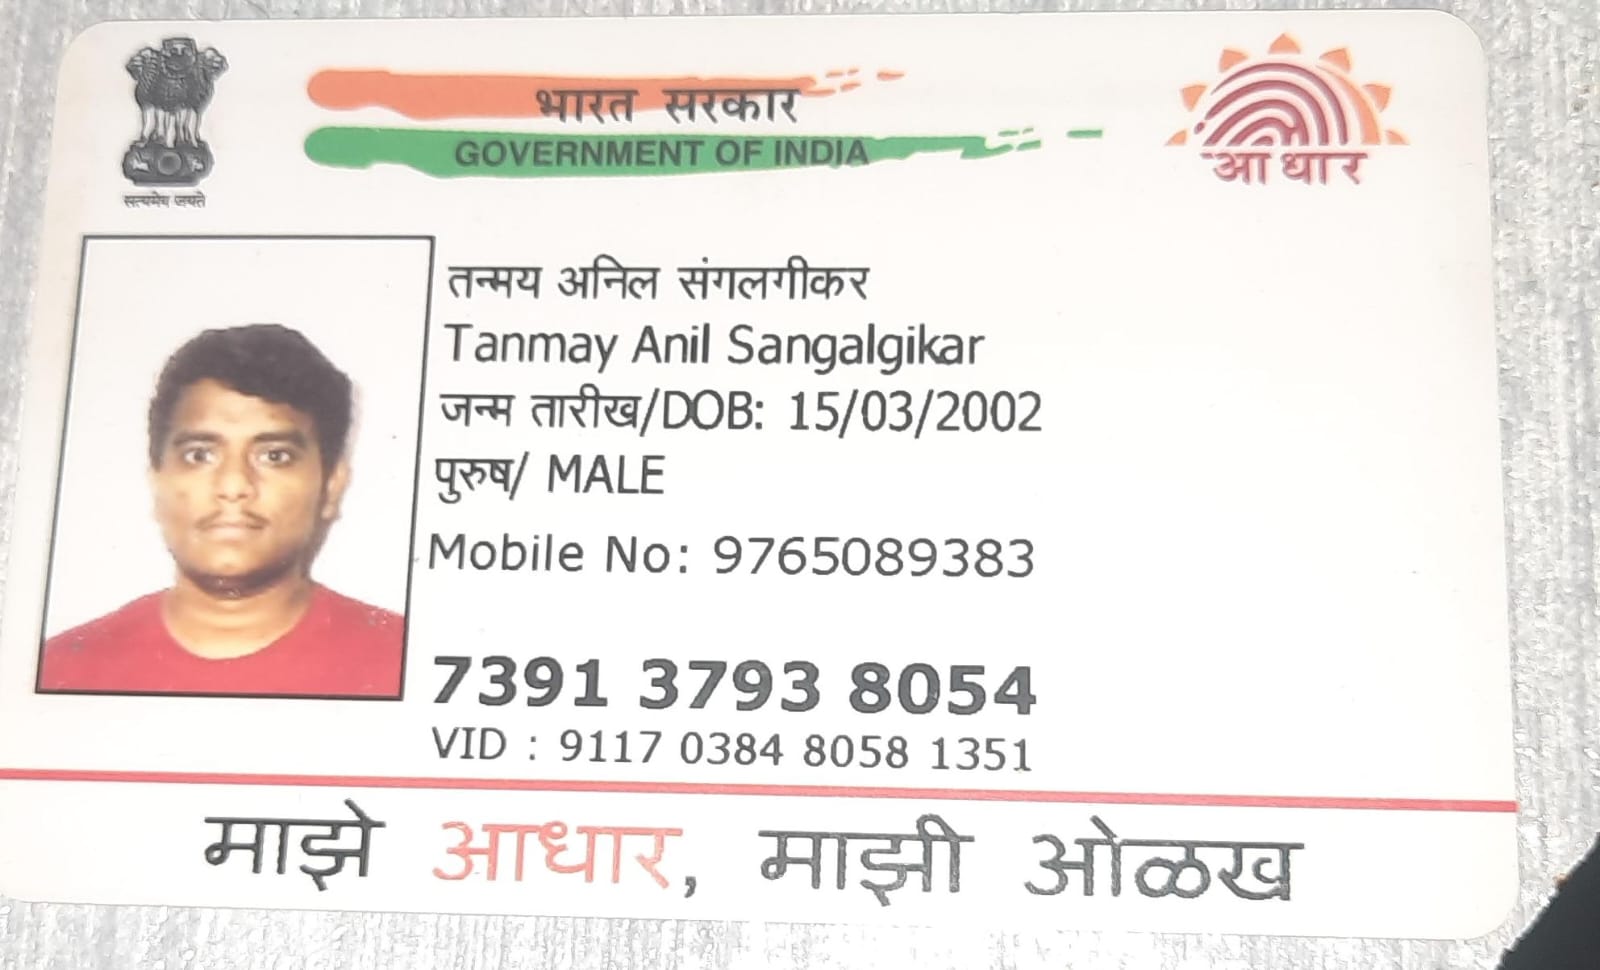 भारत सरकार
GOVERNMENT OF INDIA
आधार
सत्यमेव जयते
तन्मय अनिल संगलगीकर
Tanmay Anil Sangalgikar
जन्म तारीख/DOB: 15/03/2002
पुरुष/ MALE
Mobile No: 9765089383
7391 3793 8054
VID : 9117 0384 8058 1351
माझे आधार, माझी ओळख